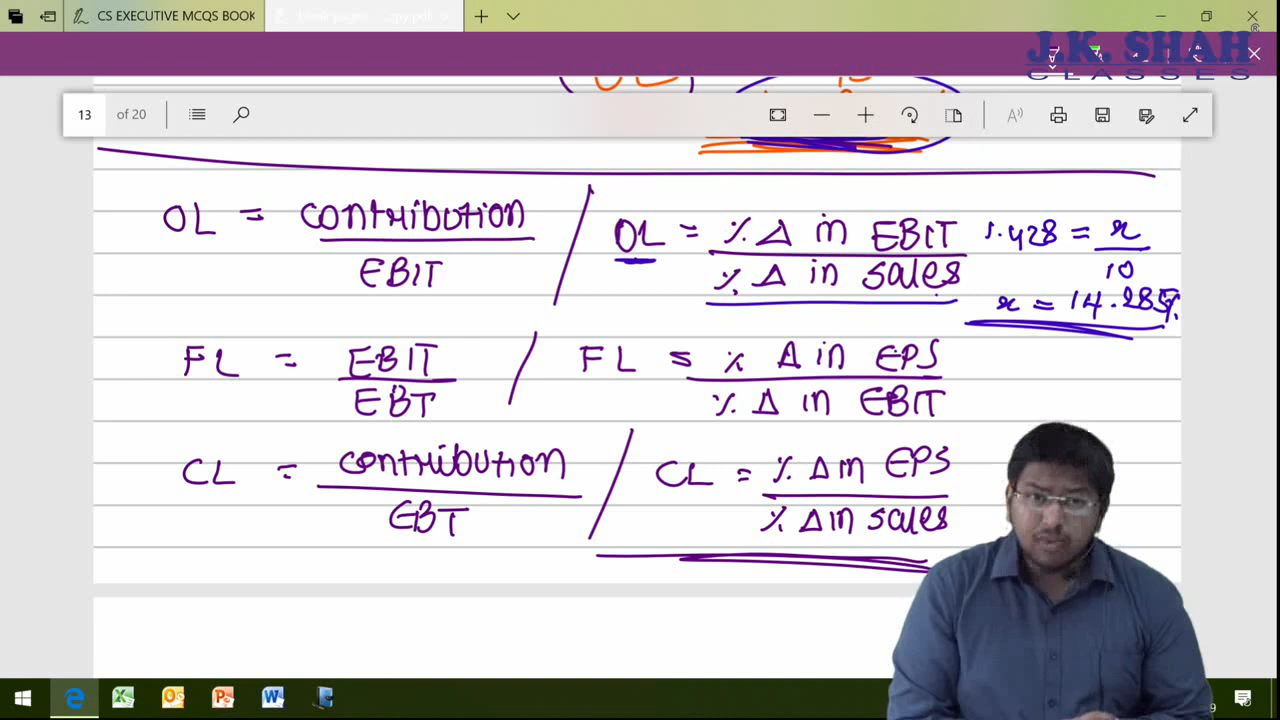 CS EXECUTIVE MCQS BOOK
J.K. SHAH®
CLASSES
13 of 20
OL = contribution / EBIT
OL = % Δ in EBIT / % Δ in sales
1.428 = x / 10
x = 14.285%
FL = EBIT / EBT
FL = % Δ in EPS / % Δ in EBIT
CL = contribution / EBT
CL = % Δ in EPS / % Δ in sales